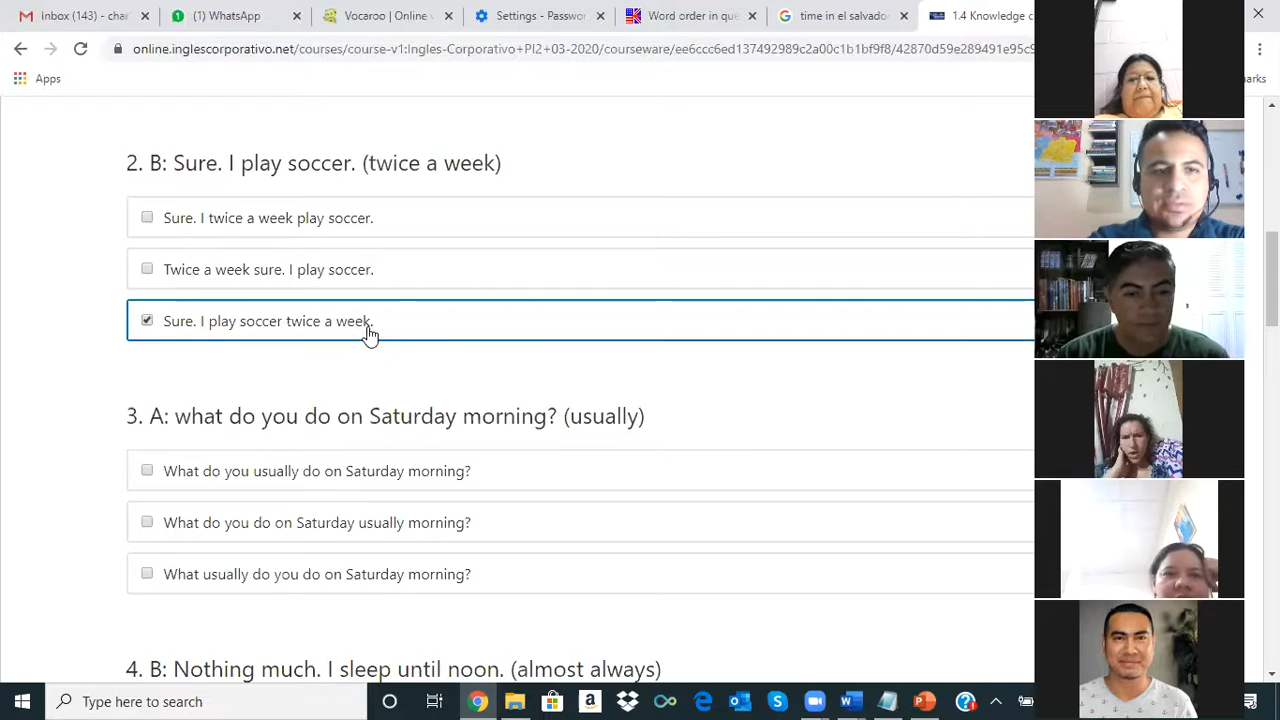 Inbox (143) - char
(1) WhatsApp
Vocaroo | Online
Settings - Passwo
Word order in que
time in el salvado
1.4 Knowledge c
online.inglescorporativo.net/courses/course-v1:Ingles-Corporativo+PI2+03-2020/courseware/
Apps
marks
2. B: Sure. I play soccer. (twice a week)
Sure. I twice a week play soccer.
Twice a week sure. I play soccer.
Sure. I play soccer twice a week.
3. A: what do you do on Saturday morning? (usually)
What do you usually do on Saturday morning?
What do you do on Saturday usually morning?
What usually do you do on Saturday morning?
4. B: Nothing much. I sleep until noon. (almost always)
Type here to search